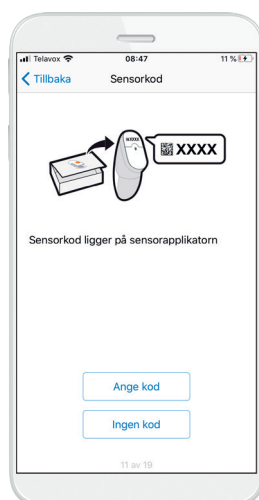 Telavox 08:47 11 %
Tillbaka Sensorkod
XXXX
Sensorkod ligger på sensorapplikatorn
Ange kod
Ingen kod
11 av 19